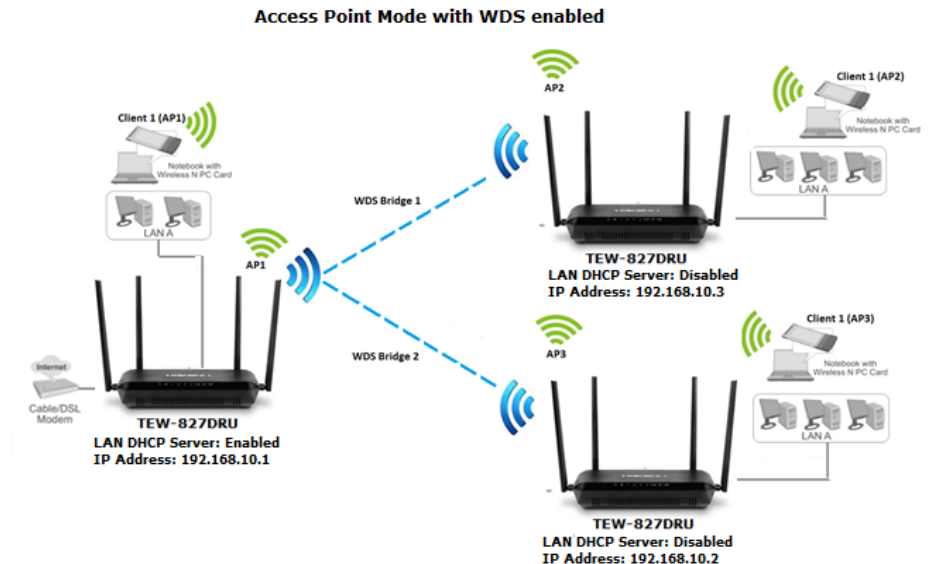 Access Point Mode with WDS enabled
Client 1 (AP1)
Notebook with
Wireless N PC Card
LAN A
AP1
Internet
Cable/DSL
Modem
TEW-827DRU
LAN DHCP Server: Enabled
IP Address: 192.168.10.1
WDS Bridge 1
WDS Bridge 2
AP2
Client 1 (AP2)
Notebook with
Wireless N PC Card
LAN A
TEW-827DRU
LAN DHCP Server: Disabled
IP Address: 192.168.10.3
AP3
Client 1 (AP3)
Notebook with
Wireless N PC Card
LAN A
TEW-827DRU
LAN DHCP Server: Disabled
IP Address: 192.168.10.2